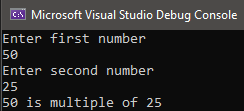 Microsoft Visual Studio Debug Console
Enter first number
50
Enter second number
25
50 is multiple of 25